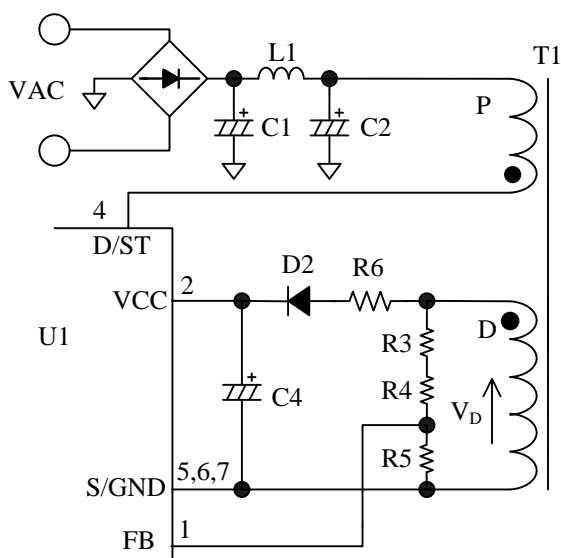 L1
T1
VAC
C1
C2
P
4
D/ST
D2
R6
2
VCC
R3
D
U1
C4
R4
VD
R5
5,6,7
S/GND
1
FB